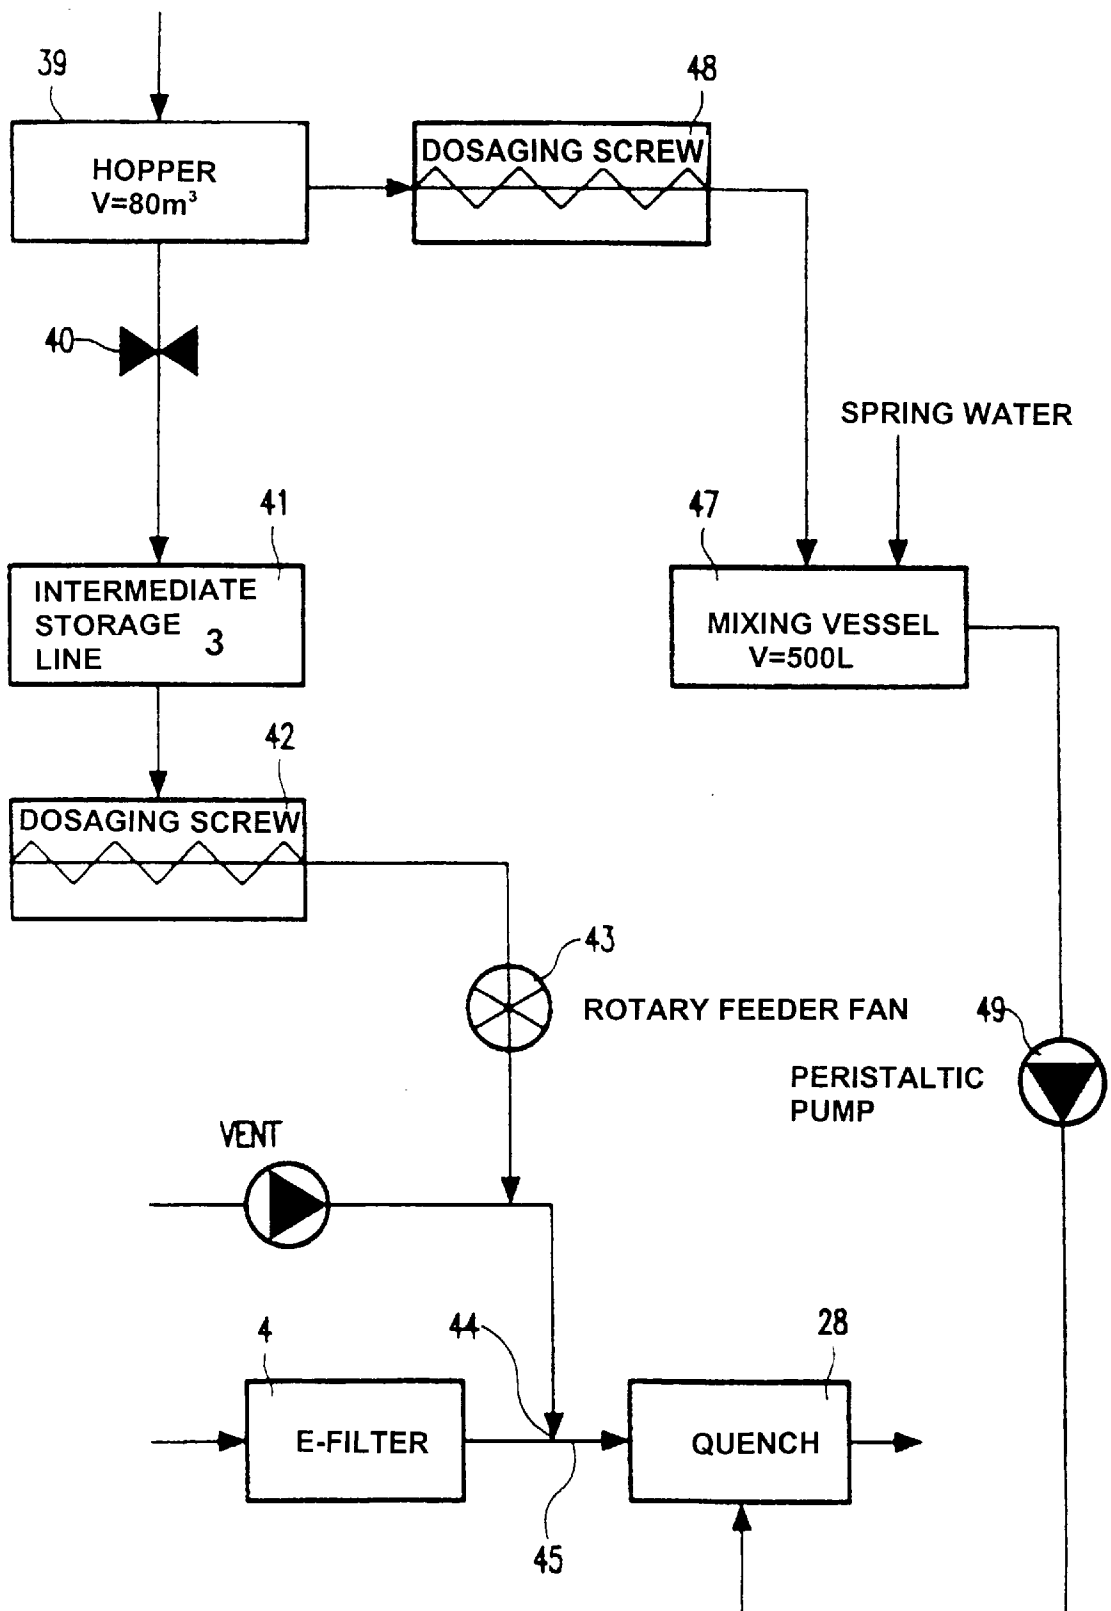 39
48
HOPPER
V=80m³
DOSAGING SCREW
40
SPRING WATER
41
47
INTERMEDIATE
STORAGE 3
LINE
MIXING VESSEL
V=500L
42
DOSAGING SCREW
43
ROTARY FEEDER FAN
49
PERISTALTIC
PUMP
VENT
4
44
28
E-FILTER
QUENCH
45